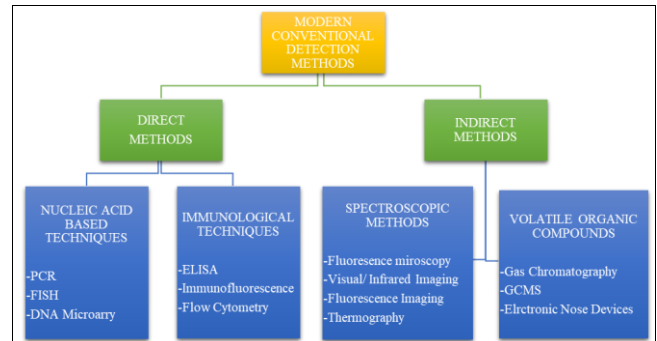 MODERN
CONVENTIONAL
DETECTION
METHODS
DIRECT
METHODS
INDIRECT
METHODS
NUCLEIC ACID
BASED
TECHNIQUES
-PCR
-FISH
-DNA Microarry
IMMUNOLOGICAL
TECHNIQUES
-ELISA
-Immunofluorescence
-Flow Cytometry
SPECTROSCOPIC
METHODS
-Fluoresence miroscopy
-Visual/ Infrared Imaging
-Fluorescence Imaging
-Thermography
VOLATILE ORGANIC
COMPOUNDS
-Gas Chromatography
-GCMS
-Elrctronic Nose Devices